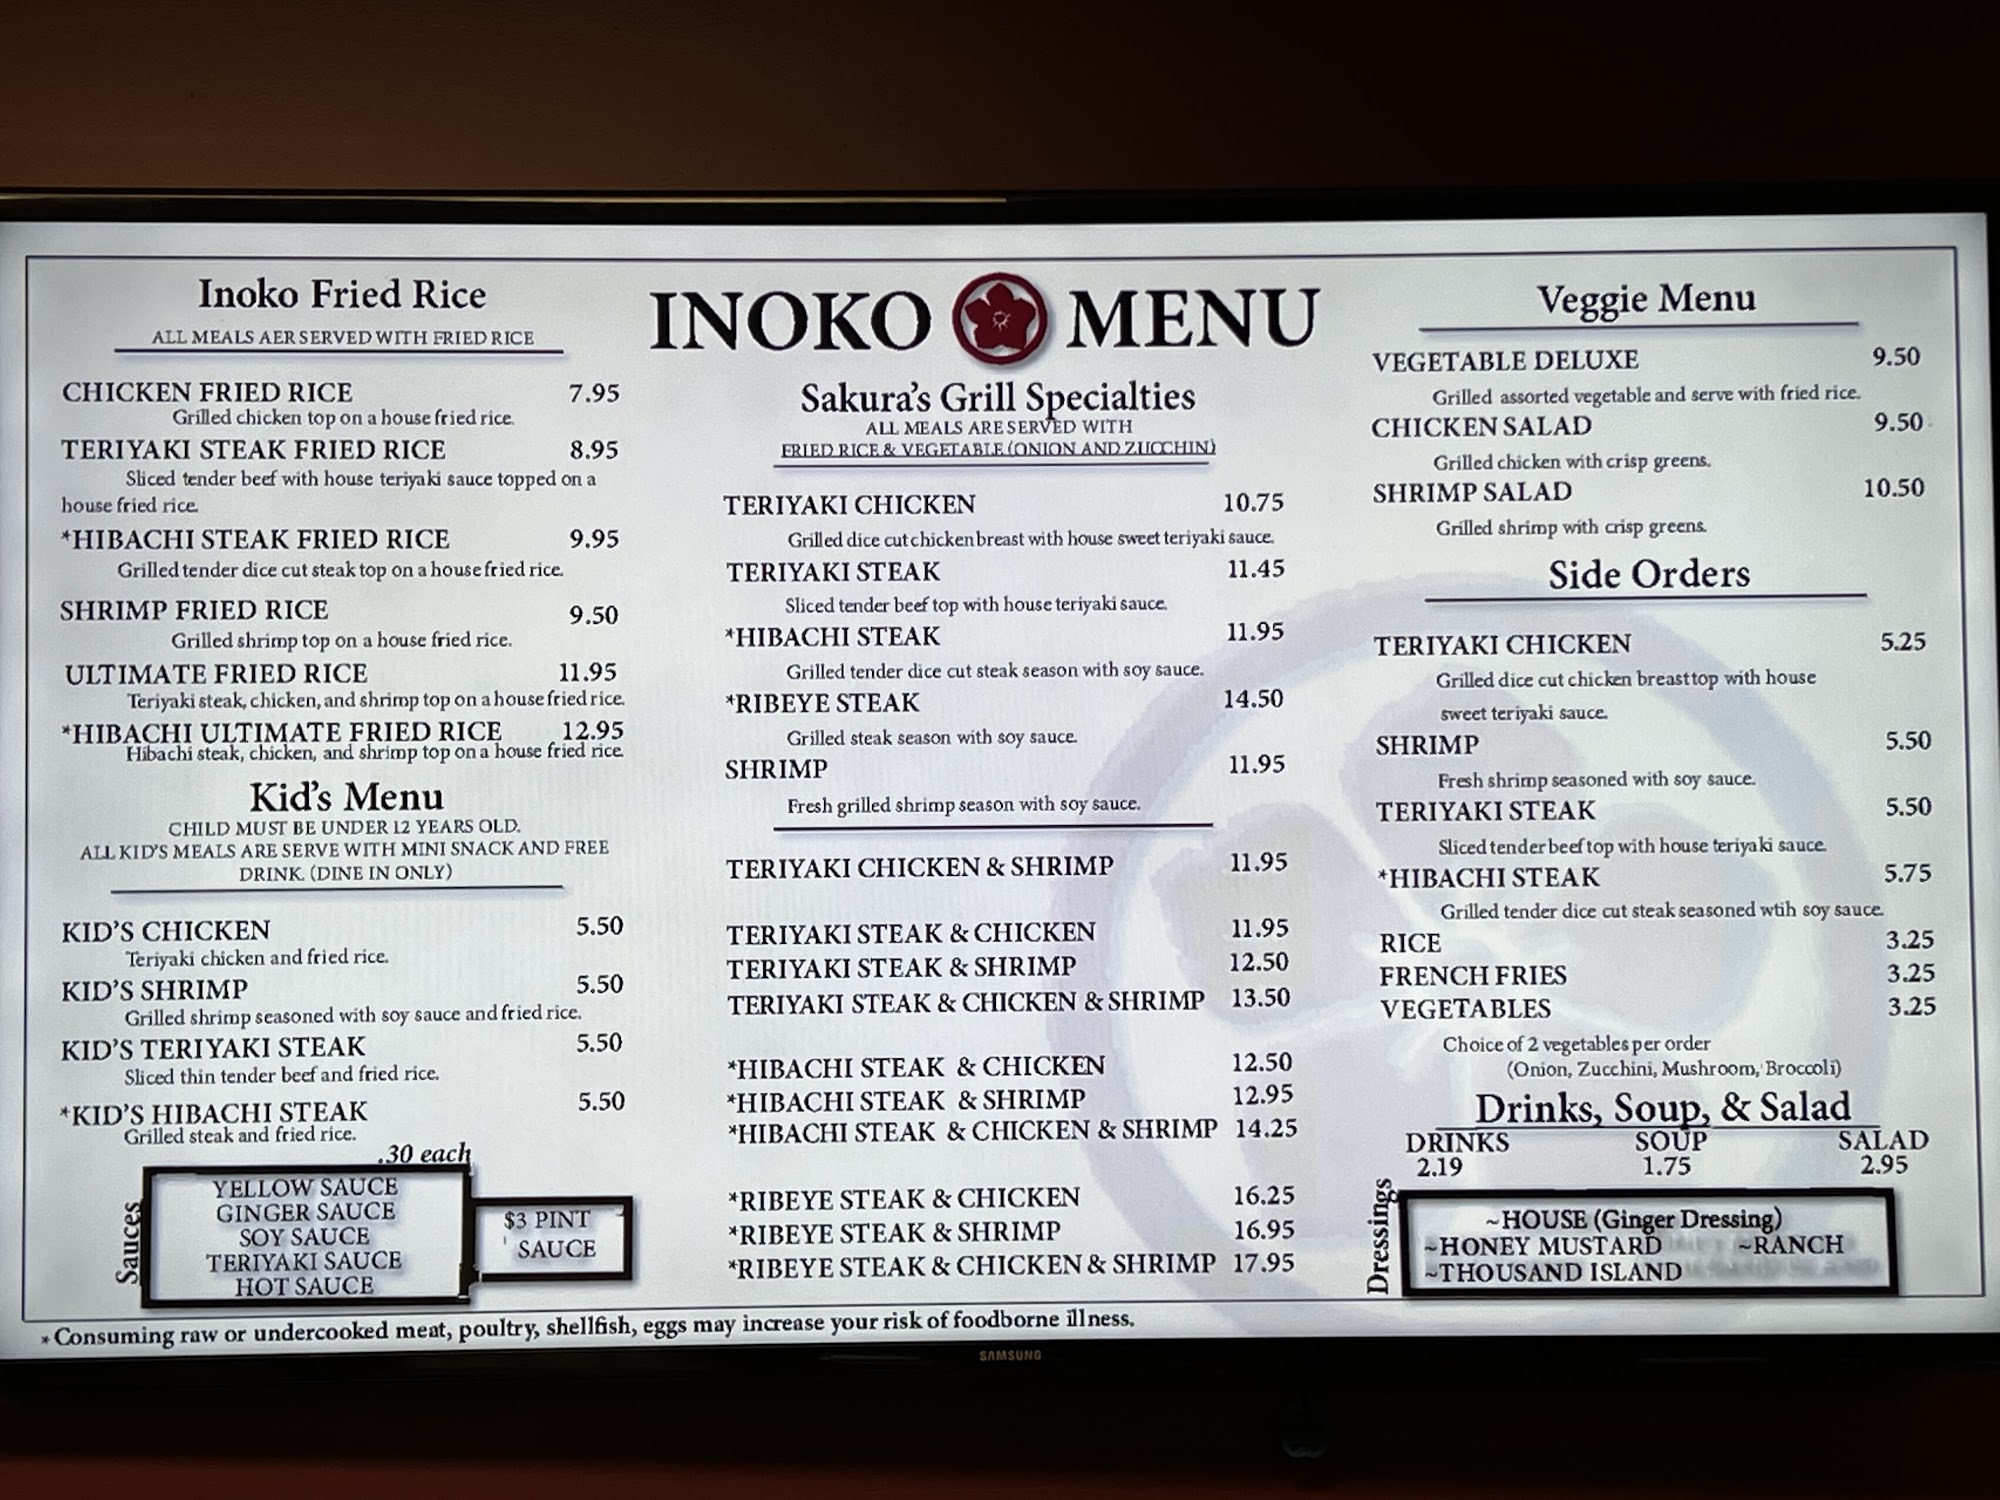 INOKO MENU
Inoko Fried Rice
ALL MEALS AER SERVED WITH FRIED RICE
CHICKEN FRIED RICE 7.95
Grilled chicken top on a house fried rice.
TERIYAKI STEAK FRIED RICE 8.95
Sliced tender beef with house teriyaki sauce topped on a
house fried rice.
*HIBACHI STEAK FRIED RICE 9.95
Grilled tender dice cut steak top on a house fried rice.
SHRIMP FRIED RICE 9.50
Grilled shrimp top on a house fried rice.
ULTIMATE FRIED RICE 11.95
Teriyaki steak, chicken, and shrimp top on a house fried rice.
*HIBACHI ULTIMATE FRIED RICE 12.95
Hibachi steak, chicken, and shrimp top on a house fried rice.
Kid's Menu
CHILD MUST BE UNDER 12 YEARS OLD.
ALL KID'S MEALS ARE SERVE WITH MINI SNACK AND FREE
DRINK. (DINE IN ONLY)
KID'S CHICKEN 5.50
Teriyaki chicken and fried rice.
KID'S SHRIMP 5.50
Grilled shrimp seasoned with soy sauce and fried rice.
KID'S TERIYAKI STEAK 5.50
Sliced thin tender beef and fried rice.
*KID'S HIBACHI STEAK 5.50
Grilled steak and fried rice.
.30 each
Sauces
YELLOW SAUCE
GINGER SAUCE
SOY SAUCE
TERIYAKI SAUCE
HOT SAUCE
$3 PINT
SAUCE
Sakura's Grill Specialties
ALL MEALS ARE SERVED WITH
FRIED RICE & VEGETABLE (ONION AND ZUCCHIN)
TERIYAKI CHICKEN 10.75
Grilled dice cut chicken breast with house sweet teriyaki sauce.
TERIYAKI STEAK 11.45
Sliced tender beef top with house teriyaki sauce.
*HIBACHI STEAK 11.95
Grilled tender dice cut steak season with soy sauce.
*RIBEYE STEAK 14.50
Grilled steak season with soy sauce.
SHRIMP 11.95
Fresh grilled shrimp season with soy sauce.
TERIYAKI CHICKEN & SHRIMP 11.95
TERIYAKI STEAK & CHICKEN 11.95
TERIYAKI STEAK & SHRIMP 12.50
TERIYAKI STEAK & CHICKEN & SHRIMP 13.50
*HIBACHI STEAK & CHICKEN 12.50
*HIBACHI STEAK & SHRIMP 12.95
*HIBACHI STEAK & CHICKEN & SHRIMP 14.25
*RIBEYE STEAK & CHICKEN 16.25
*RIBEYE STEAK & SHRIMP 16.95
*RIBEYE STEAK & CHICKEN & SHRIMP 17.95
Veggie Menu
VEGETABLE DELUXE 9.50
Grilled assorted vegetable and serve with fried rice.
CHICKEN SALAD 9.50
Grilled chicken with crisp greens.
SHRIMP SALAD 10.50
Grilled shrimp with crisp greens.
Side Orders
TERIYAKI CHICKEN 5.25
Grilled dice cut chicken breast top with house
sweet teriyaki sauce.
SHRIMP 5.50
Fresh shrimp seasoned with soy sauce.
TERIYAKI STEAK 5.50
Sliced tender beef top with house teriyaki sauce.
*HIBACHI STEAK 5.75
Grilled tender dice cut steak seasoned wtih soy sauce.
RICE 3.25
FRENCH FRIES 3.25
VEGETABLES 3.25
Choice of 2 vegetables per order
(Onion, Zucchini, Mushroom, Broccoli)
Drinks, Soup, & Salad
DRINKS SOUP SALAD
2.19 1.75 2.95
Dressings
~HOUSE (Ginger Dressing)
~HONEY MUSTARD ~RANCH
~THOUSAND ISLAND
* Consuming raw or undercooked meat, poultry, shellfish, eggs may increase your risk of foodborne illness.
SAMSUNG